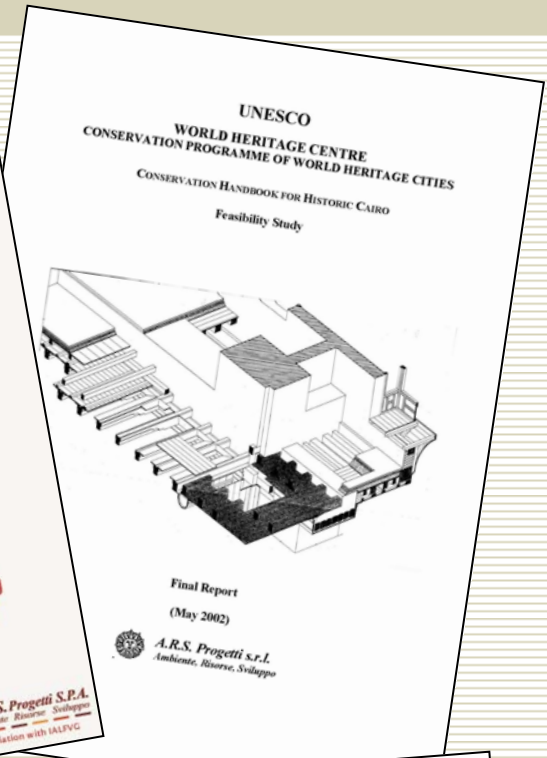 UNESCO
WORLD HERITAGE CENTRE
CONSERVATION PROGRAMME OF WORLD HERITAGE CITIES
CONSERVATION HANDBOOK FOR HISTORIC CAIRO
Feasibility Study
Final Report
(May 2002)
A.R.S. Progetti s.r.l.
Ambiente, Risorse, Sviluppo
S. Progetti S.P.A.
Risorse Sviluppo
with IALFVG